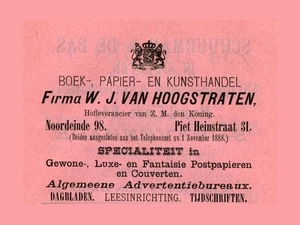 BOEK-, PAPIER- EN KUNSTHANDEL
Firma W. J. VAN HOOGSTRATEN,
Hofleverancier van Z. M. den Koning.
Noordeinde 98. Piet Heinstraat 31.
(Beiden aangesloten aan het Telephoonnet na 1 November 1888.)
SPECIALITEIT in
Gewone-, Luxe- en Fantaisie Postpapieren
en Couverten.
Algemeene Advertentiebureaux.
DAGBLADEN. LEESINRICHTING. TIJDSCHRIFTEN.